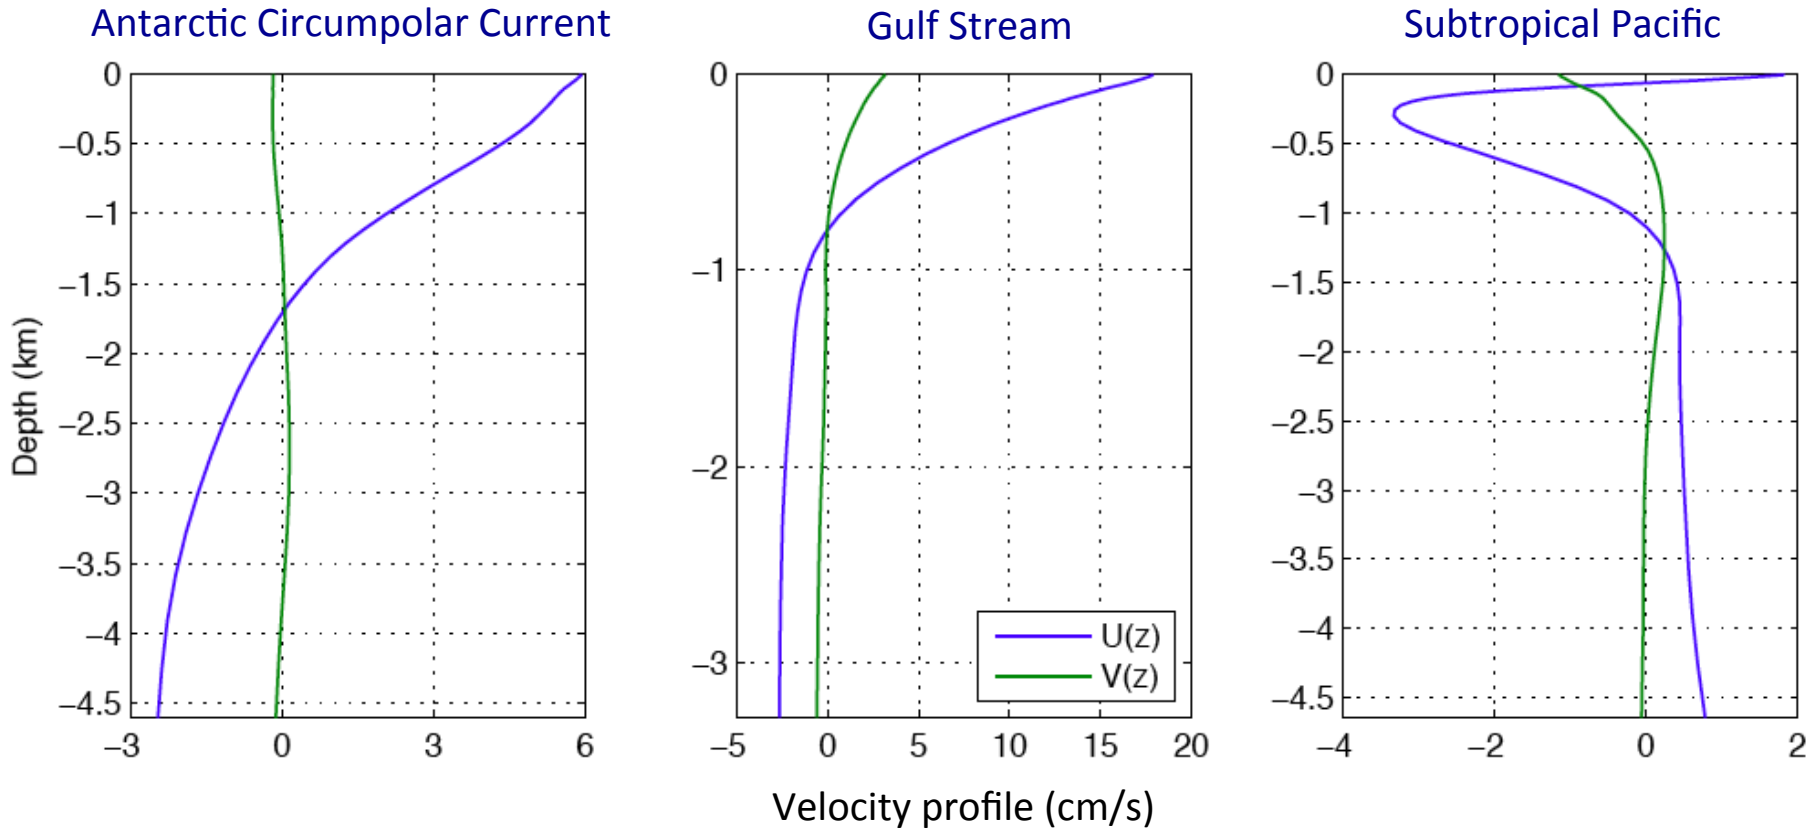 Antarctic Circumpolar Current
Gulf Stream
Subtropical Pacific
Depth (km)
0
−0.5
−1
−1.5
−2
−2.5
−3
−3.5
−4
−4.5
−3 0 3 6
0
−1
−2
−3
U(z)
V(z)
−5 0 5 10 15 20
0
−0.5
−1
−1.5
−2
−2.5
−3
−3.5
−4
−4.5
−4 −2 0 2
Velocity profile (cm/s)